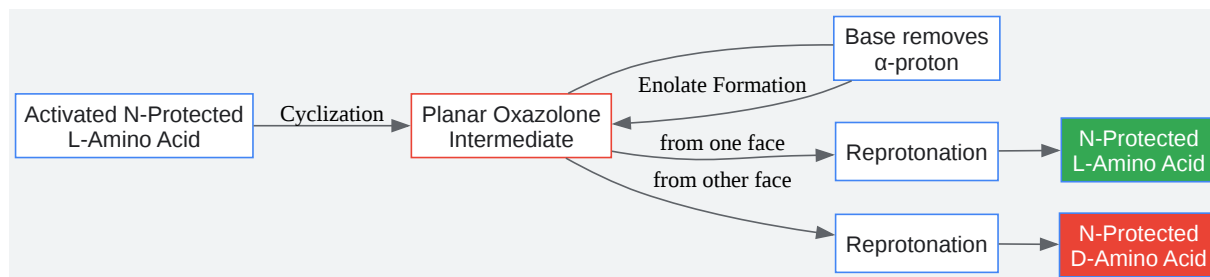 Base removes
α-proton
Enolate Formation
Activated N-Protected
L-Amino Acid
Cyclization
Planar Oxazolone
Intermediate
from one face
Reprotonation
N-Protected
L-Amino Acid
from other face
Reprotonation
N-Protected
D-Amino Acid